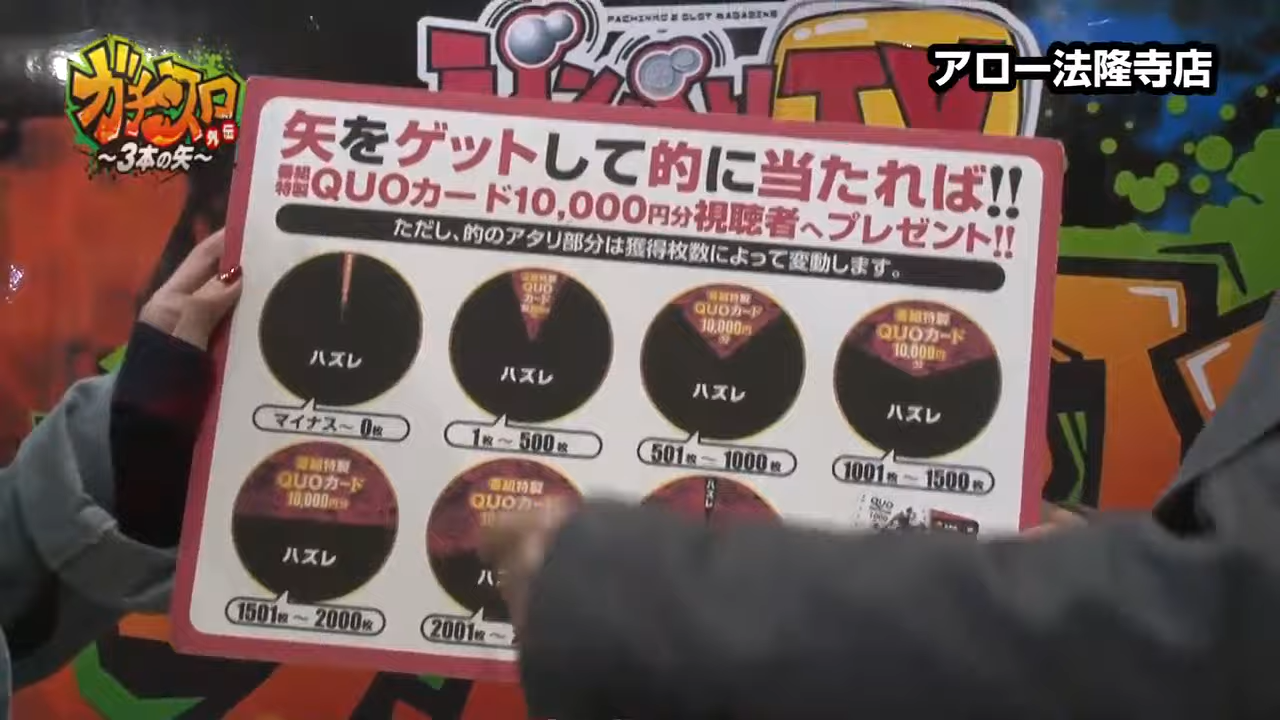 ガチスロ
外伝
～3本の矢～
PACHINKO & SLOT MAGAZINE
TV
アロー法隆寺店
矢をゲットして的に当たれば!!
番組特製QUOカード10,000円分視聴者へプレゼント!!
ただし、的のアタリ部分は獲得枚数によって変動します。
ハズレ
マイナス～0枚
番組特製
QUO
カード
ハズレ
1枚～500枚
番組特製
QUOカード
10,000円
分
ハズレ
501枚～1000枚
番組特製
QUOカード
10,000円
分
ハズレ
1001枚～1500枚
番組特製
QUOカード
10,000円分
ハズレ
1501枚～2000枚
番組特製
QUOカード
2001枚～
ハズレ
QUO